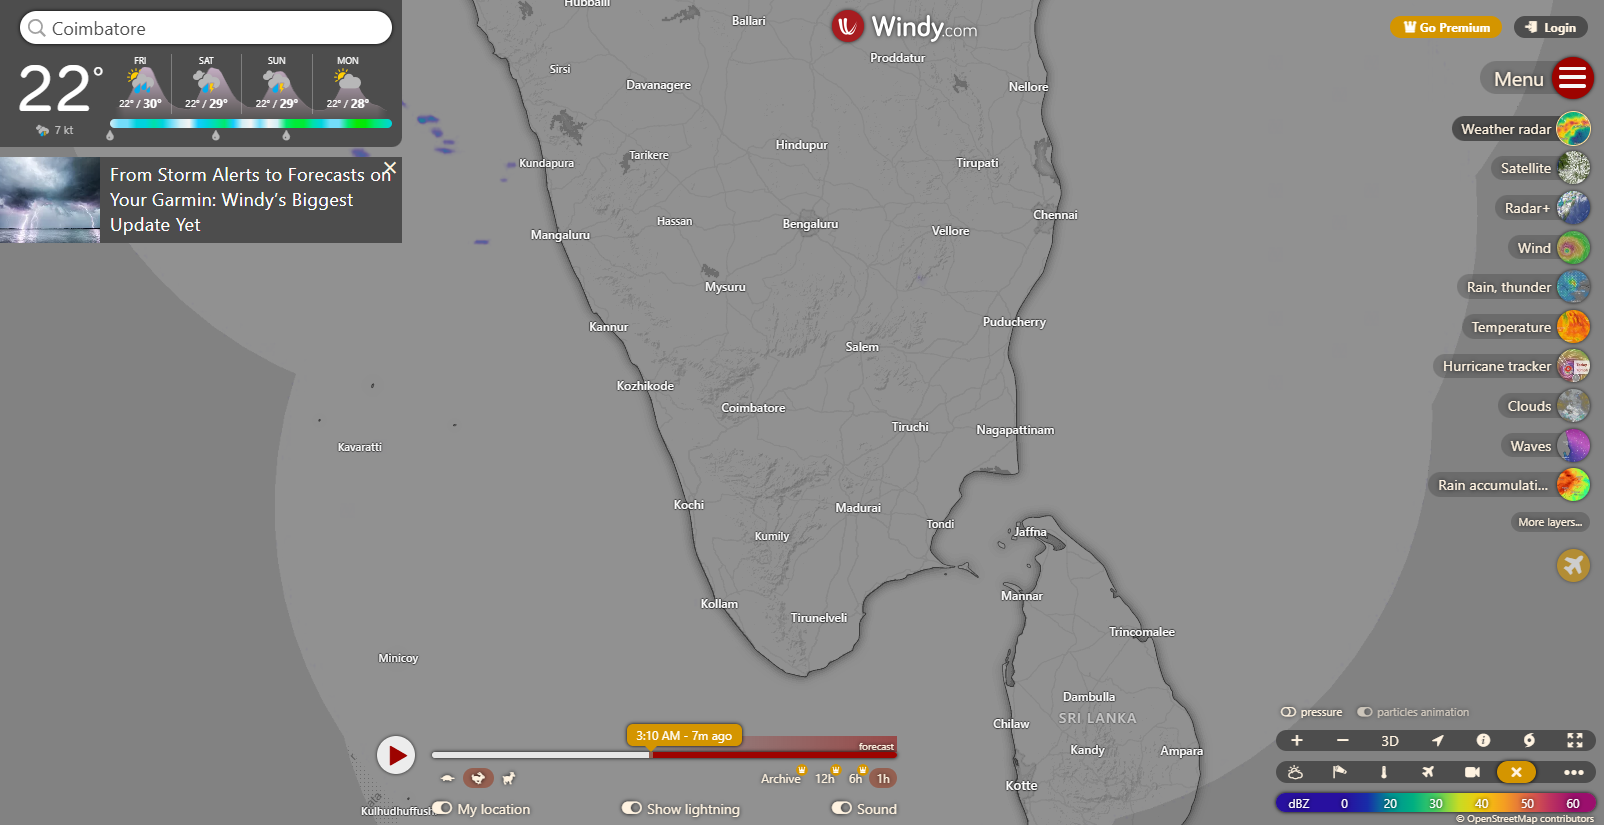 Coimbatore
22°
7 kt
FRI
22° / 30°
SAT
22° / 29°
SUN
22° / 29°
MON
22° / 28°
From Storm Alerts to Forecasts on
Your Garmin: Windy’s Biggest
Update Yet
Windy.com
Go Premium
Login
Menu
Weather radar
Satellite
Radar+
Wind
Rain, thunder
Temperature
Hurricane tracker
Clouds
Waves
Rain accumulati...
More layers...
Hubballi
Ballari
Proddatur
Sirsi
Davanagere
Nellore
Hindupur
Tarikere
Kundapura
Tirupati
Chennai
Hassan
Bengaluru
Vellore
Mangaluru
Mysuru
Puducherry
Kannur
Salem
Kozhikode
Coimbatore
Tiruchi
Nagapattinam
Kavaratti
Kochi
Madurai
Tondi
Jaffna
Kumily
Mannar
Kollam
Tirunelveli
Trincomalee
Minicoy
Dambulla
SRI LANKA
Chilaw
Kandy
Ampara
Kotte
Kulhudhuffushi
3:10 AM - 7m ago
forecast
Archive
12h
6h
1h
My location
Show lightning
Sound
pressure
particles animation
3D
dBZ 0 20 30 40 50 60
© OpenStreetMap contributors